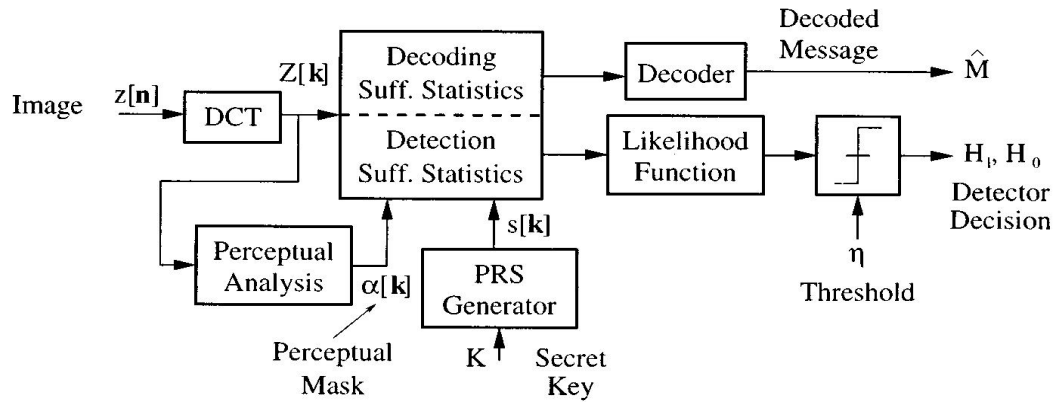 Image
z[n]
DCT
Z[k]
Decoding
Suff. Statistics
Detection
Suff. Statistics
Decoder
Decoded
Message
M̂
Likelihood
Function
H₁, H₀
Detector
Decision
η
Threshold
Perceptual
Analysis
α[k]
Perceptual
Mask
s[k]
PRS
Generator
K
Secret
Key